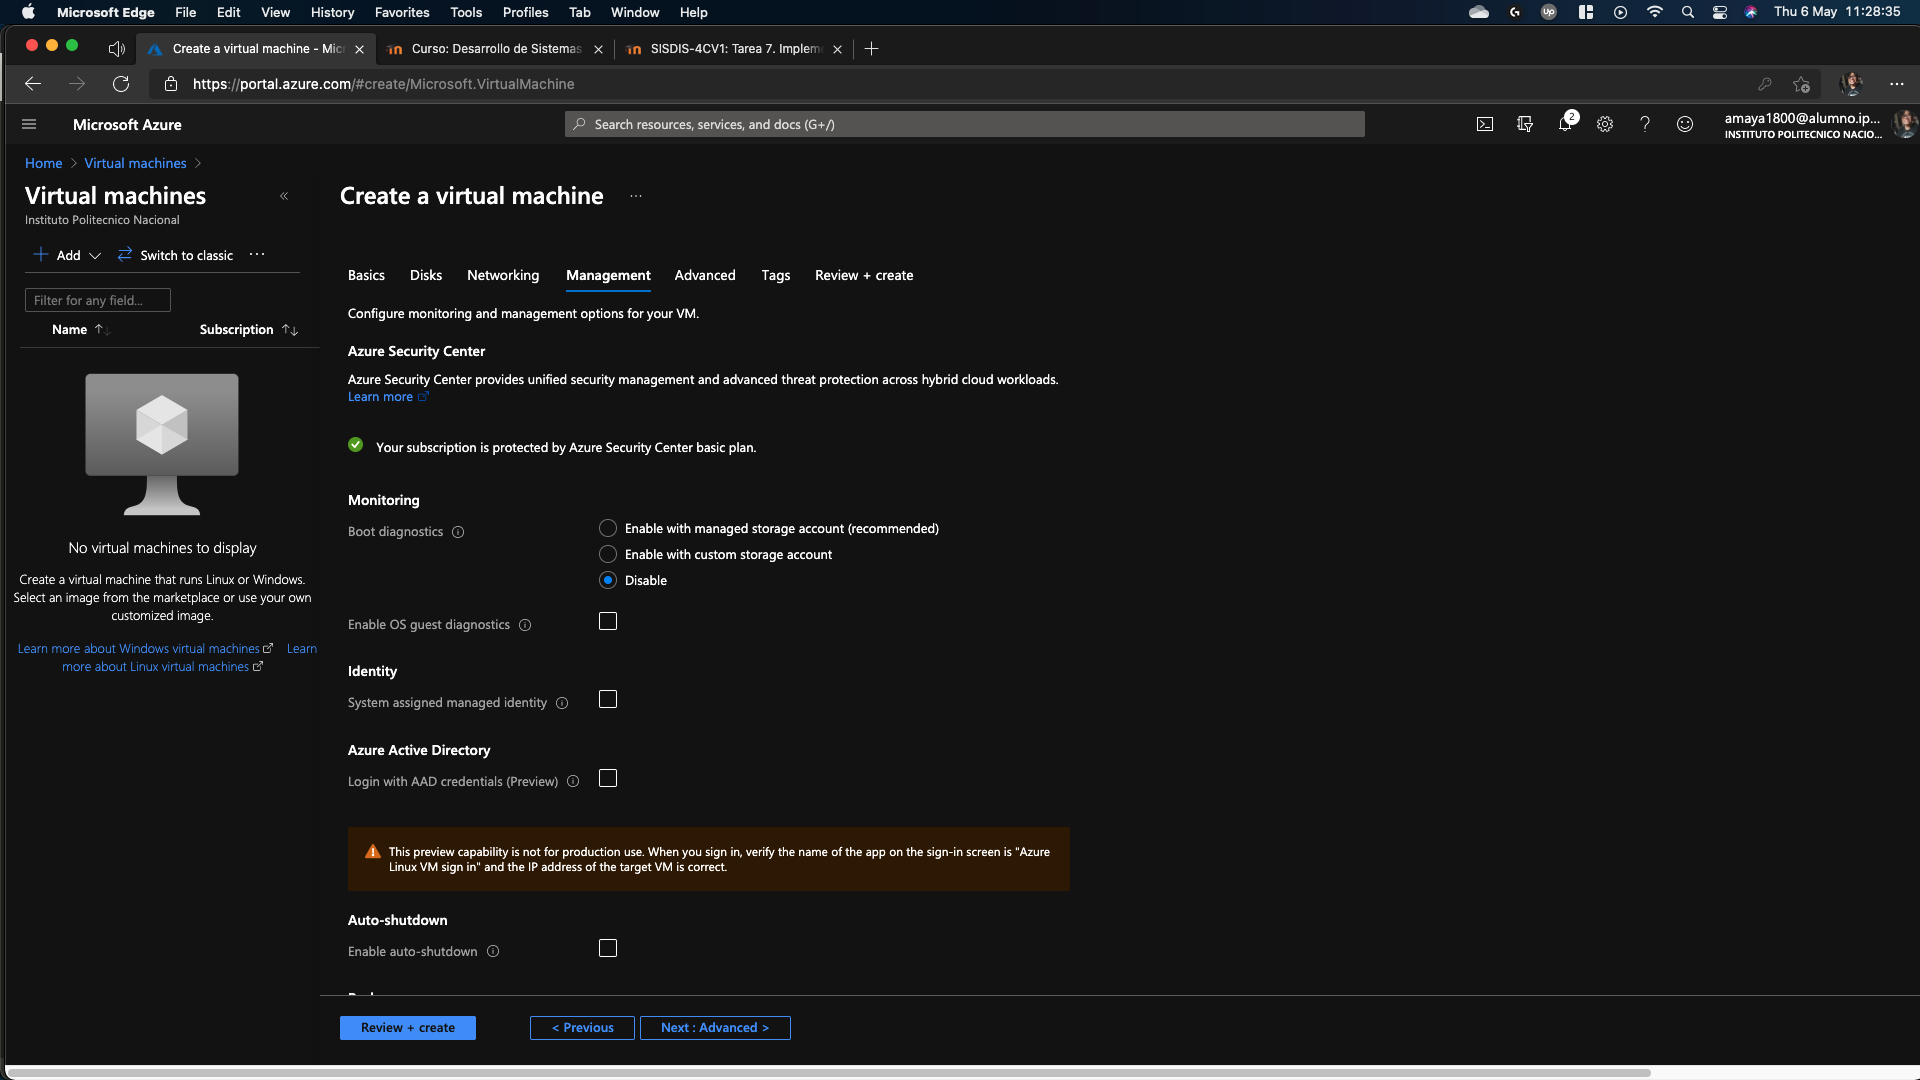 Microsoft Edge File Edit View History Favorites Tools Profiles Tab Window Help
UP
Thu 6 May 11:28:35
Create a virtual machine - Micr
Curso: Desarrollo de Sistemas
SISDIS-4CV1: Tarea 7. Implem
https://portal.azure.com/#create/Microsoft.VirtualMachine
Microsoft Azure
Search resources, services, and docs (G+/)
2
amaya1800@alumno.ip...
INSTITUTO POLITECNICO NACIO...
Home > Virtual machines >
Virtual machines
Instituto Politecnico Nacional
Add
Switch to classic
Filter for any field...
Name
Subscription
No virtual machines to display
Create a virtual machine that runs Linux or Windows.
Select an image from the marketplace or use your own
customized image.
Learn more about Windows virtual machines
Learn
more about Linux virtual machines
Create a virtual machine
Basics Disks Networking Management Advanced Tags Review + create
Configure monitoring and management options for your VM.
Azure Security Center
Azure Security Center provides unified security management and advanced threat protection across hybrid cloud workloads.
Learn more
Your subscription is protected by Azure Security Center basic plan.
Monitoring
Boot diagnostics
Enable with managed storage account (recommended)
Enable with custom storage account
Disable
Enable OS guest diagnostics
Identity
System assigned managed identity
Azure Active Directory
Login with AAD credentials (Preview)
This preview capability is not for production use. When you sign in, verify the name of the app on the sign-in screen is "Azure
Linux VM sign in" and the IP address of the target VM is correct.
Auto-shutdown
Enable auto-shutdown
Review + create
< Previous
Next : Advanced >